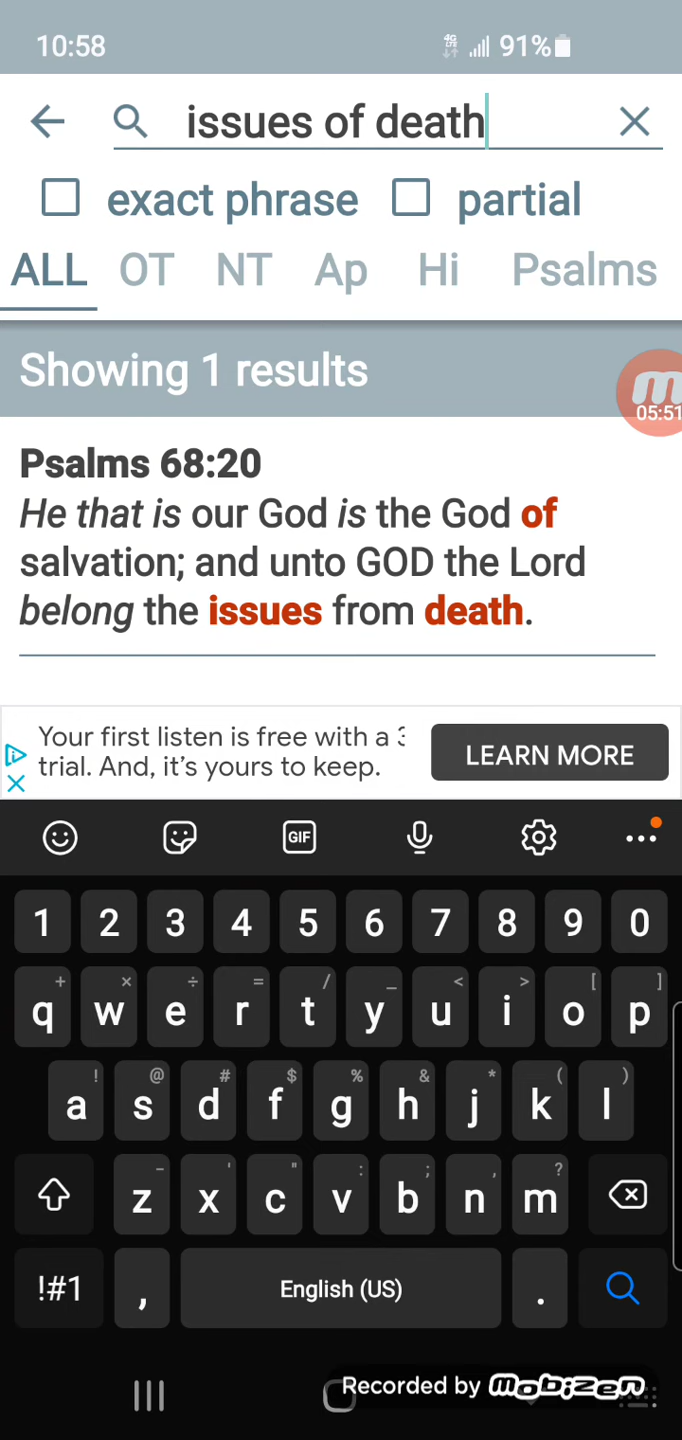 10:58 4G 91%
issues of death
exact phrase partial
ALL OT NT Ap Hi Psalms
Showing 1 results
05:51
Psalms 68:20
He that is our God is the God of
salvation; and unto GOD the Lord
belong the issues from death.
Your first listen is free with a
trial. And, it's yours to keep.
LEARN MORE
GIF
1 2 3 4 5 6 7 8 9 0
+ × ÷ = / _ < > [ ]
q w e r t y u i o p
! @ # $ % & * ( )
a s d f g h j k l
- ' " : ; , ?
z x c v b n m
!#1 , English (US) .
Recorded by mobizen